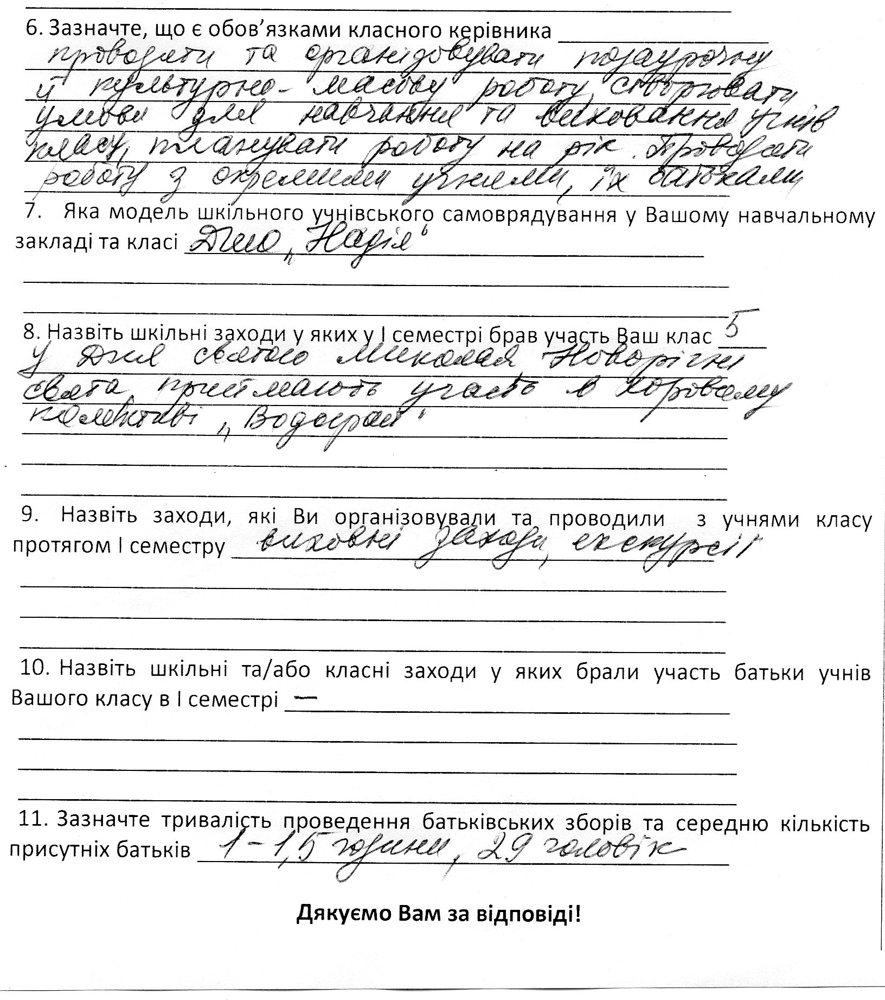 6. Зазначте, що є обов’язками класного керівника
проводити та організовувати позаурочну
й культурно- масову роботу, створювати
умови для навчання та виховання учнів
класу, планувати роботу на рік. Проводити
роботу з окремими учнями, їх батьками
7. Яка модель шкільного учнівського самоврядування у Вашому навчальному
закладі та класі „Надія“
8. Назвіть шкільні заходи у яких у І семестрі брав участь Ваш клас 5
у Дня святого Миколая, Новорічні
свята, приймають участь в хоровому
колективі „Водограй“
9. Назвіть заходи, які Ви організовували та проводили з учнями класу
протягом І семестру виховні заходи, екскурсії
10. Назвіть шкільні та/або класні заходи у яких брали участь батьки учнів
Вашого класу в І семестрі —
11. Зазначте тривалість проведення батьківських зборів та середню кількість
присутніх батьків 1 – 1,5 години, 29 чоловік
Дякуємо Вам за відповіді!